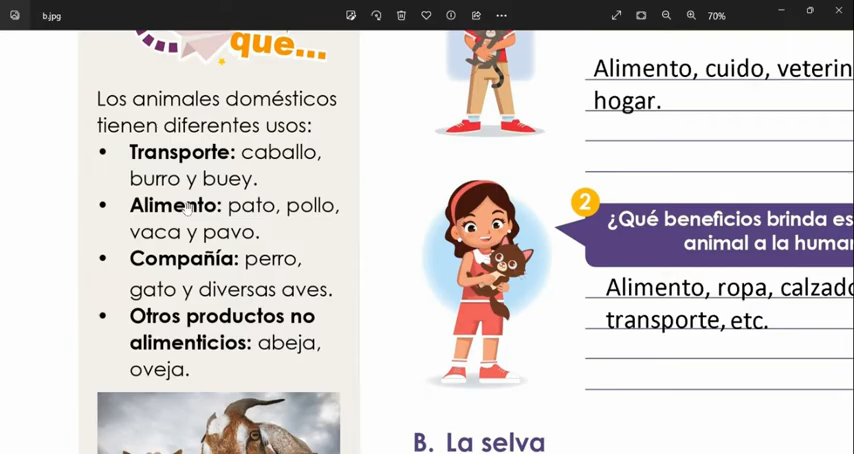 b.jpg
70%
que...
Los animales domésticos
tienen diferentes usos:
• Transporte: caballo,
burro y buey.
• Alimento: pato, pollo,
vaca y pavo.
• Compañía: perro,
gato y diversas aves.
• Otros productos no
alimenticios: abeja,
oveja.
Alimento, cuido, veterin
hogar.
2
¿Qué beneficios brinda es
animal a la human
Alimento, ropa, calzado
transporte, etc.
B. La selva